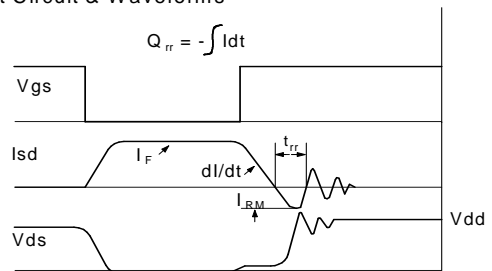 t Circuit & Waveforms
Q rr = - ∫ Idt
Vgs
Isd
I F
dI/dt
t rr
I RM
Vdd
Vds